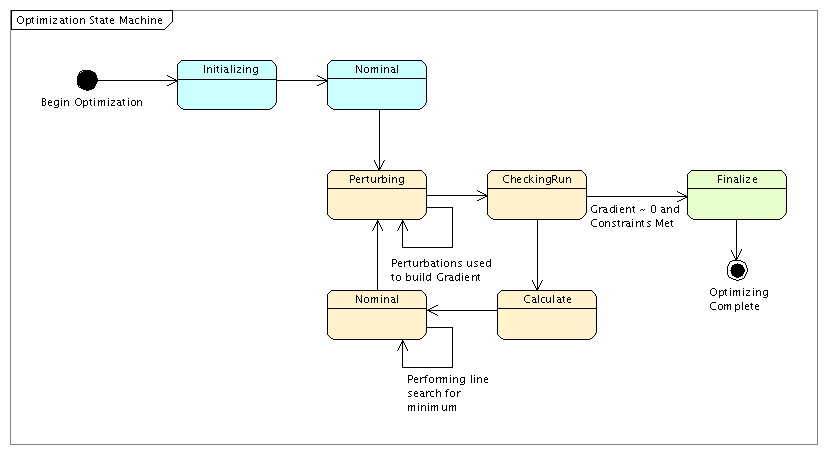 Optimization State Machine
Initializing
Nominal
Begin Optimization
Perturbing
CheckingRun
Finalize
Gradient ~ 0 and
Constraints Met
Perturbations used
to build Gradient
Nominal
Calculate
Optimizing
Complete
Performing line
search for
minimum